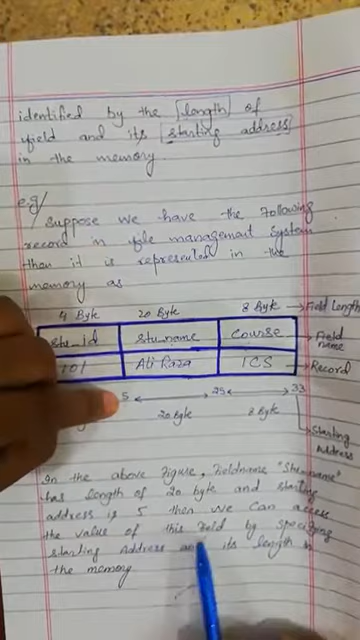 identified by the length of
field and its starting address
in the memory
eg/
Suppose we have the following
record in file management system
then it is represented in the
memory as
4 Byte 20 Byte 8 Byte → Field Length
stu_id stu_name Course → Field name
101 Ali Raza ICS → Record
5 25 33
20 Byte 8 Byte
Starting
Address
In the above figure, Fieldname "Stu_name"
has length of 20 byte and starting
address is 5 then we can access
the value of this field by
starting Address its length in
the memory